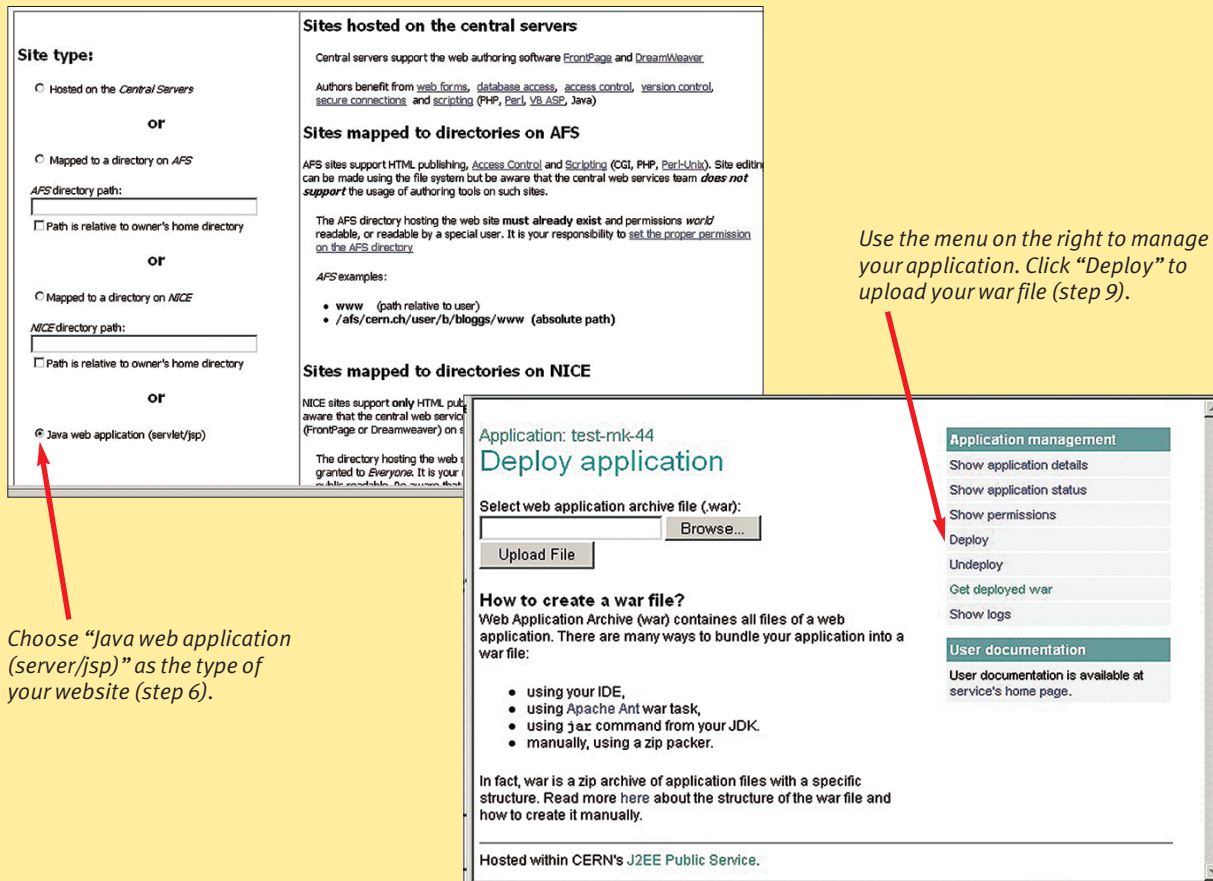 Site type:
Hosted on the Central Servers
or
Mapped to a directory on AFS
AFS directory path:
Path is relative to owner's home directory
or
Mapped to a directory on NICE
NICE directory path:
Path is relative to owner's home directory
or
Java web application (servlet/jsp)
Sites hosted on the central servers
Central servers support the web authoring software FrontPage and DreamWeaver
Authors benefit from web forms, database access, access control, version control,
secure connections and scripting (PHP, Perl, VB ASP, Java)
Sites mapped to directories on AFS
AFS sites support HTML publishing, Access Control and Scripting (CGI, PHP, Perl-Unix). Site editing
can be made using the file system but be aware that the central web services team does not
support the usage of authoring tools on such sites.
The AFS directory hosting the web site must already exist and permissions world
readable, or readable by a special user. It is your responsibility to set the proper permission
on the AFS directory
AFS examples:
• www (path relative to user)
• /afs/cern.ch/user/b/bloggs/www (absolute path)
Sites mapped to directories on NICE
NICE sites support only HTML pub
aware that the central web servic
(FrontPage or Dreamweaver) on s
The directory hosting the web s
granted to Everyone. It is your
public readable. Be aware that
Use the menu on the right to manage
your application. Click “Deploy” to
upload your war file (step 9).
Choose “Java web application
(server/jsp)” as the type of
your website (step 6).
Application: test-mk-44
Deploy application
Select web application archive file (.war):
Browse...
Upload File
How to create a war file?
Web Application Archive (war) containes all files of a web
application. There are many ways to bundle your application into a
war file:
• using your IDE,
• using Apache Ant war task,
• using jar command from your JDK.
• manually, using a zip packer.
In fact, war is a zip archive of application files with a specific
structure. Read more here about the structure of the war file and
how to create it manually.
Hosted within CERN's J2EE Public Service.
Application management
Show application details
Show application status
Show permissions
Deploy
Undeploy
Get deployed war
Show logs
User documentation
User documentation is available at
service's home page.